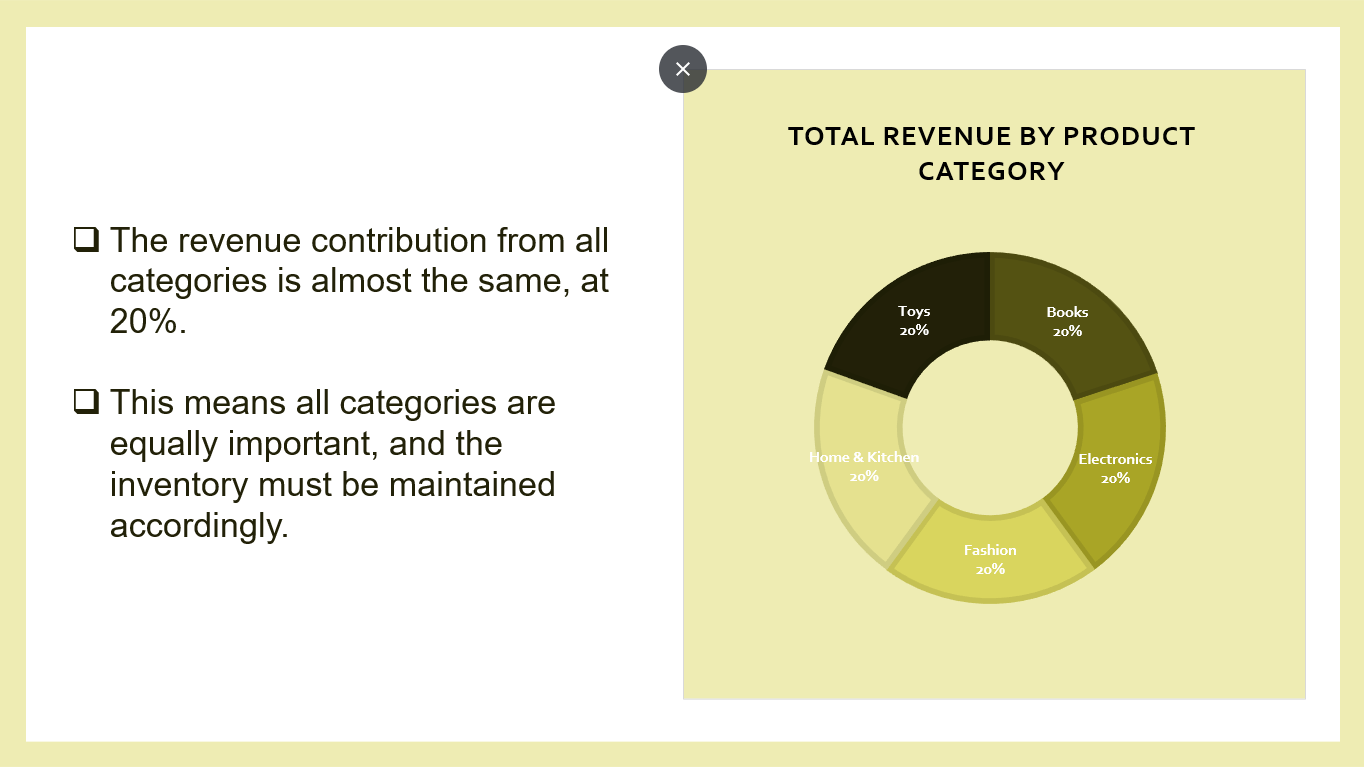 The revenue contribution from all
categories is almost the same, at
20%.
This means all categories are
equally important, and the
inventory must be maintained
accordingly.
TOTAL REVENUE BY PRODUCT
CATEGORY
Toys
20%
Books
20%
Home & Kitchen
20%
Electronics
20%
Fashion
20%